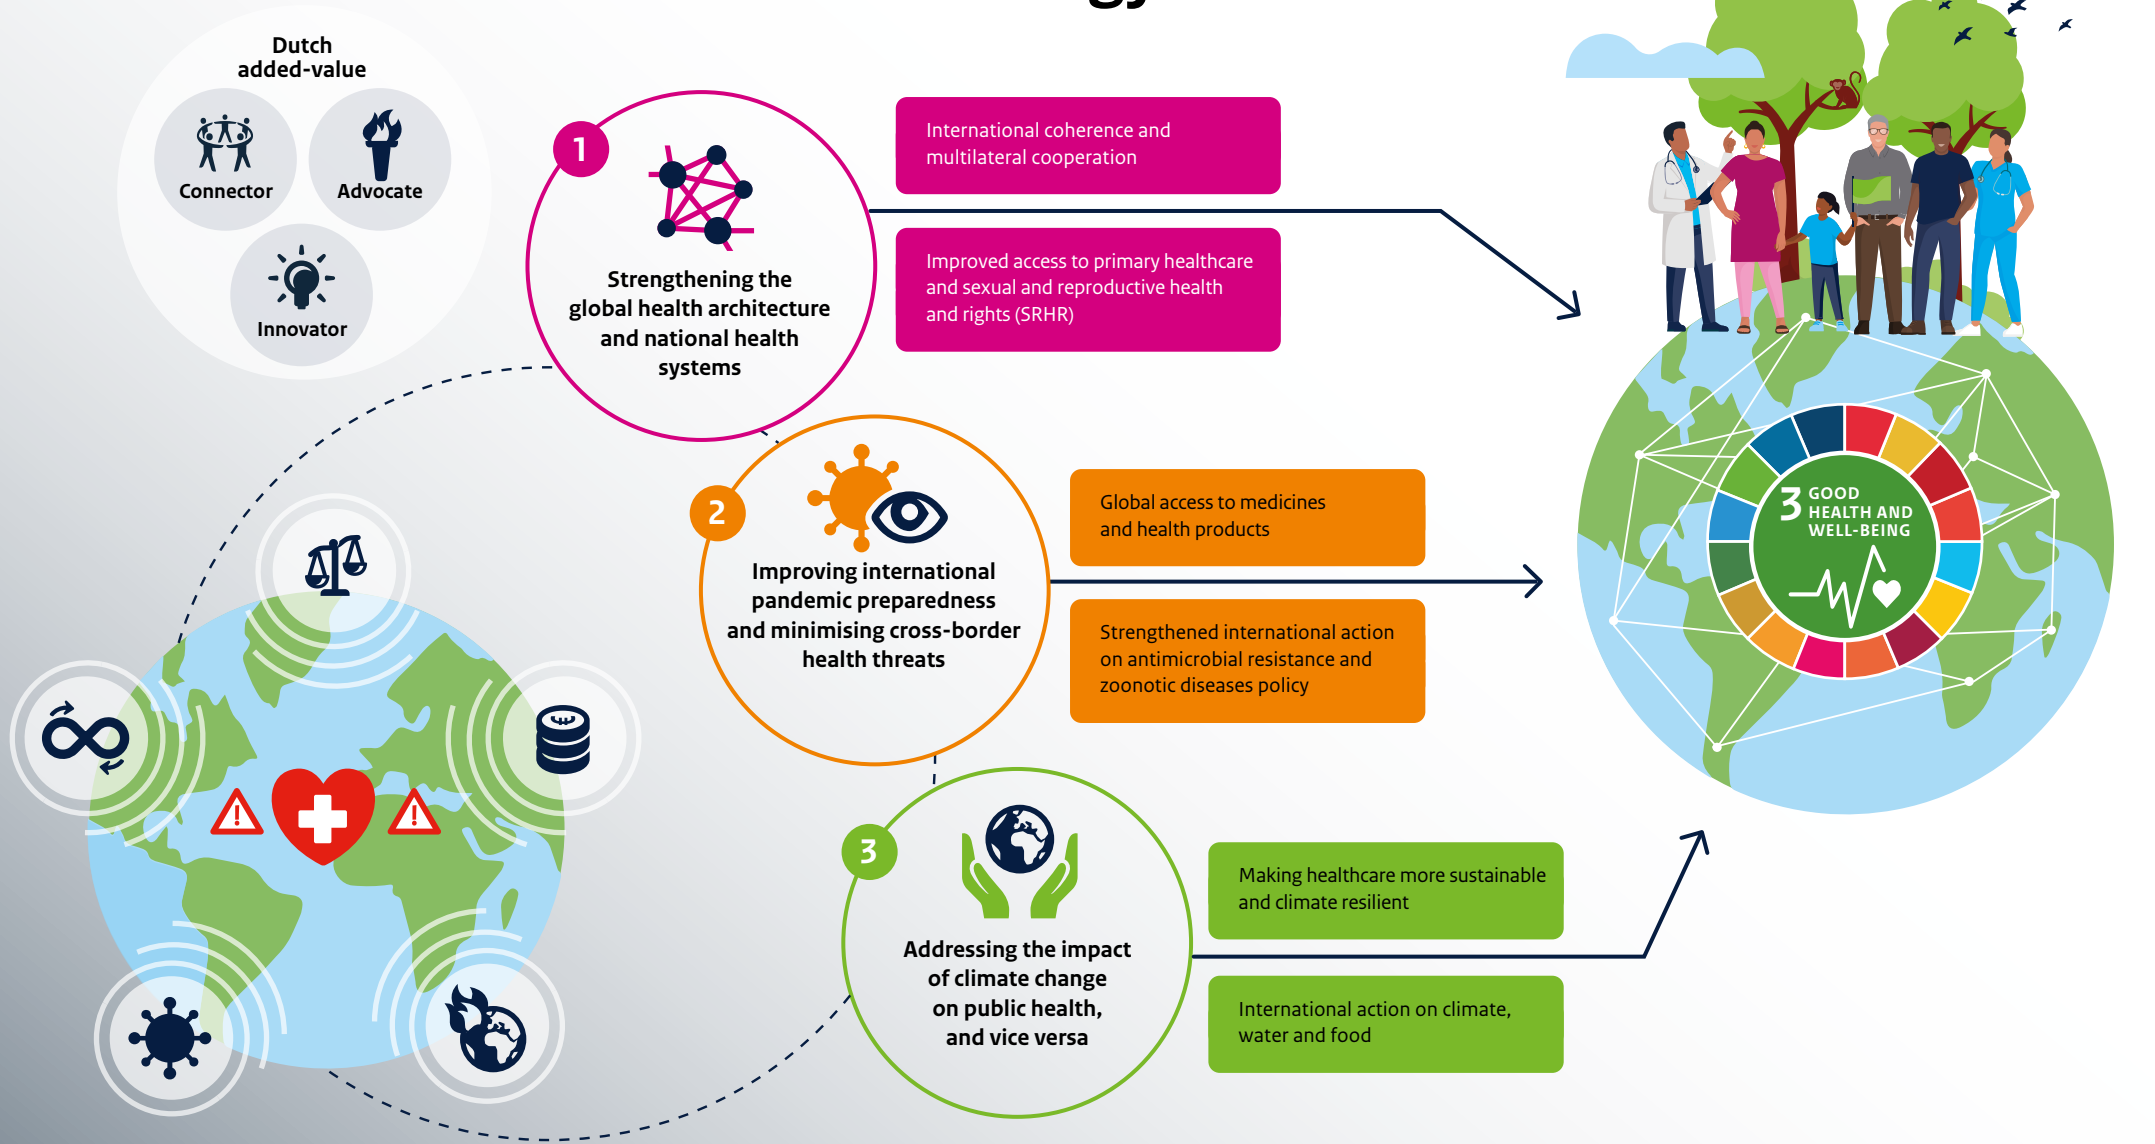 Dutch
added-value
Connector
Advocate
Innovator
1
Strengthening the
global health architecture
and national health
systems
International coherence and
multilateral cooperation
Improved access to primary healthcare
and sexual and reproductive health
and rights (SRHR)
2
Improving international
pandemic preparedness
and minimising cross-border
health threats
Global access to medicines
and health products
Strengthened international action
on antimicrobial resistance and
zoonotic diseases policy
3
Addressing the impact
of climate change
on public health,
and vice versa
Making healthcare more sustainable
and climate resilient
International action on climate,
water and food
3 GOOD
HEALTH AND
WELL-BEING